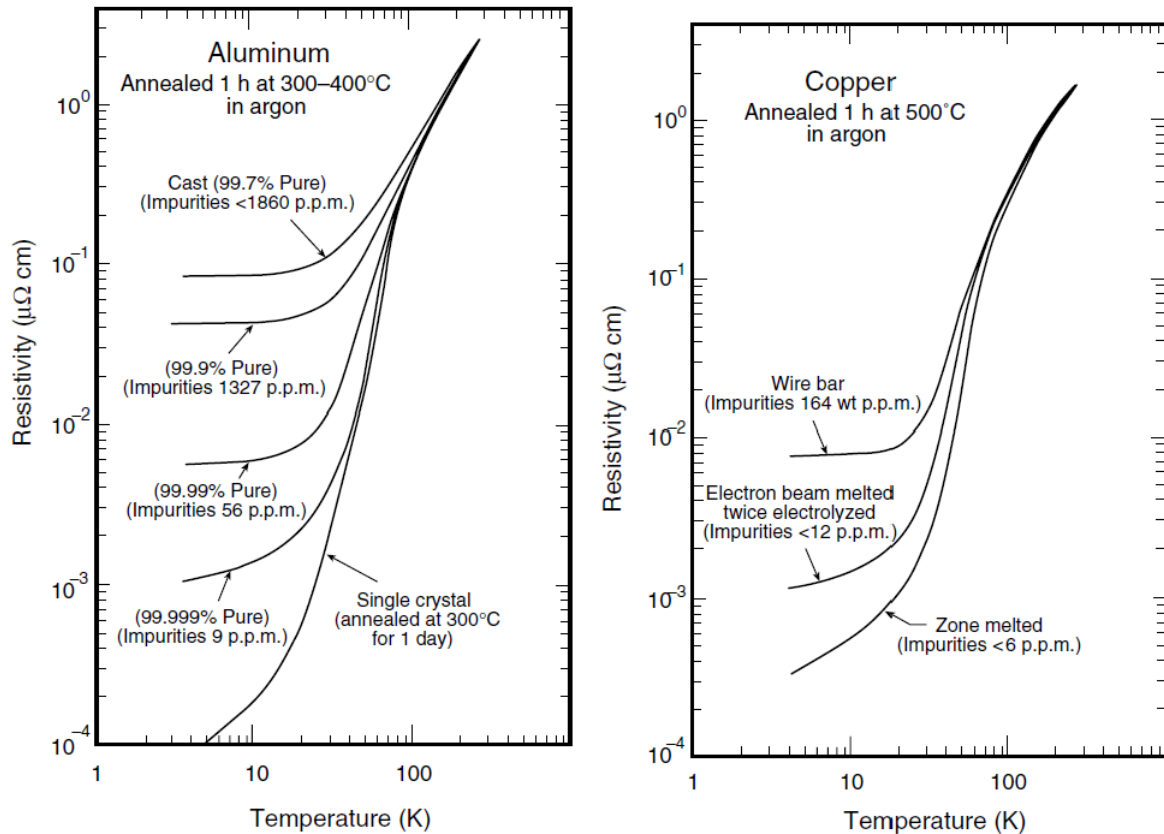 Aluminum
Annealed 1 h at 300–400°C
in argon
10⁰
Cast (99.7% Pure)
(Impurities <1860 p.p.m.)
10⁻¹
(99.9% Pure)
(Impurities 1327 p.p.m.)
10⁻²
(99.99% Pure)
(Impurities 56 p.p.m.)
10⁻³
(99.999% Pure)
(Impurities 9 p.p.m.)
Single crystal
(annealed at 300°C
for 1 day)
10⁻⁴
Resistivity (μΩ cm)
1
10
100
Temperature (K)
Copper
Annealed 1 h at 500°C
in argon
10⁰
10⁻¹
Wire bar
(Impurities 164 wt p.p.m.)
10⁻²
Electron beam melted
twice electrolyzed
(Impurities <12 p.p.m.)
10⁻³
Zone melted
(Impurities <6 p.p.m.)
10⁻⁴
Resistivity (μΩ cm)
1
10
100
Temperature (K)